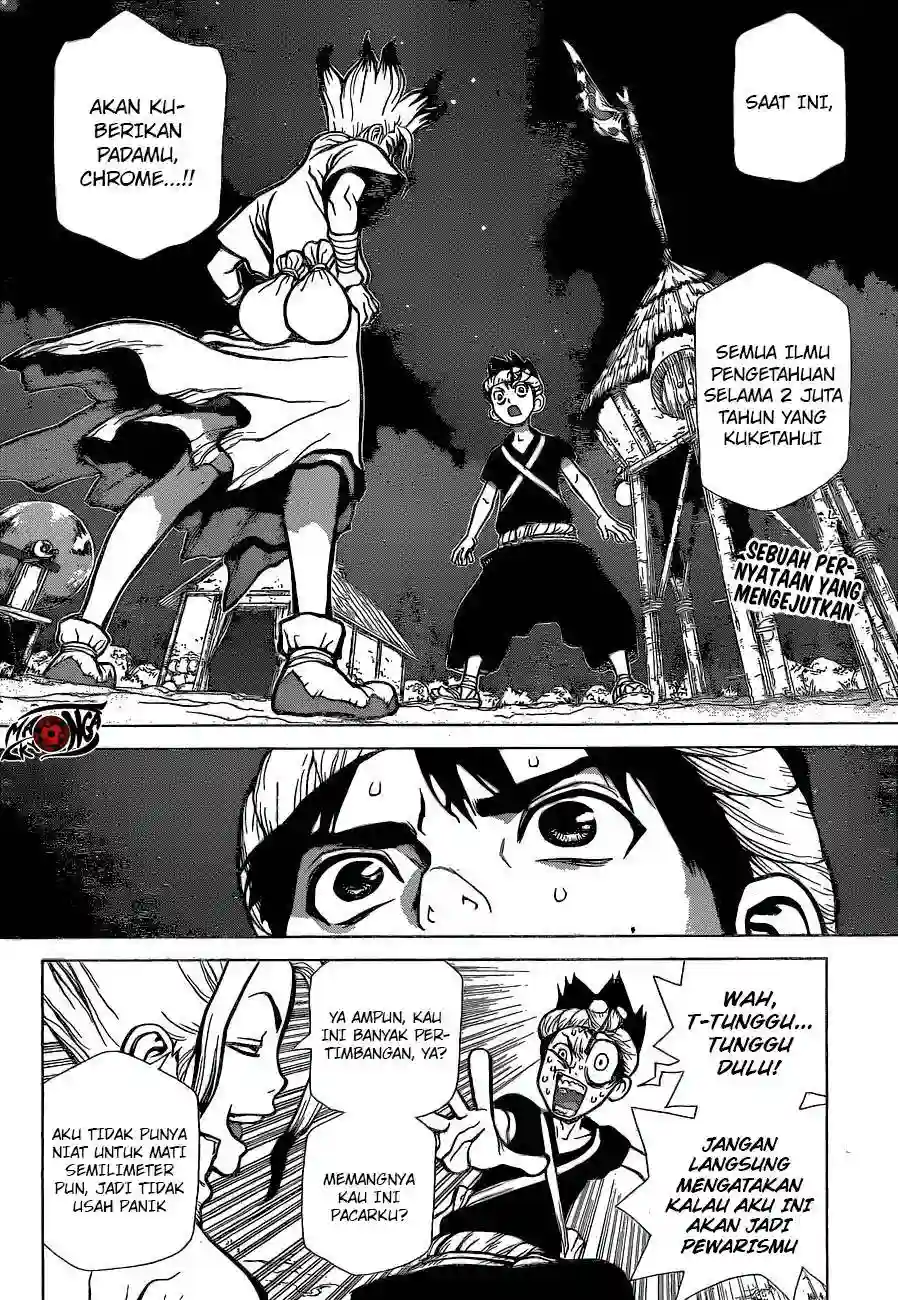 SAAT INI,
SEMUA ILMU
PENGETAHUAN
SELAMA 2 JUTA
TAHUN YANG
KUKETAHUI
AKAN KU-
BERIKAN
PADAMU,
CHROME...!!
SEBUAH PER-
NYATAAN YANG
MENGEJUTKAN
WAH,
T-TUNGGU...
TUNGGU
DULU!
JANGAN
LANGSUNG
MENGATAKAN
KALAU AKU INI
AKAN JADI
PEWARISMU
YA AMPUN, KAU
INI BANYAK PER-
TIMBANGAN, YA?
MEMANGNYA
KAU INI
PACARKU?
AKU TIDAK PUNYA
NIAT UNTUK MATI
SEMILIMETER
PUN, JADI TIDAK
USAH PANIK